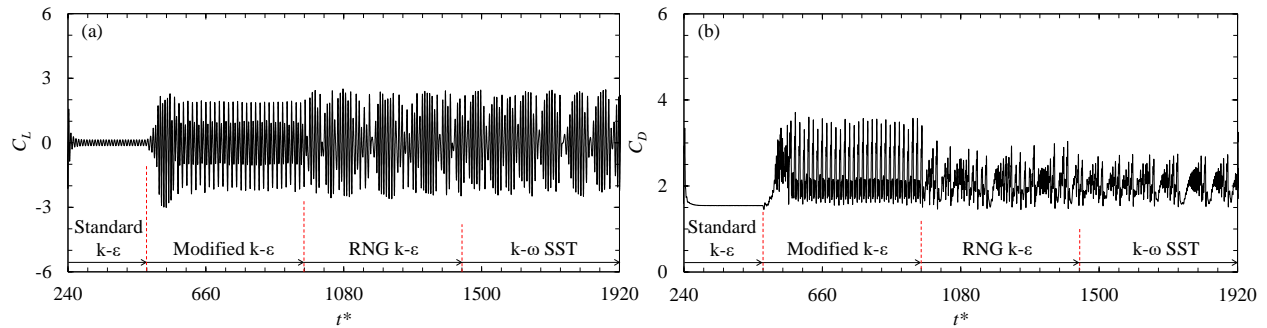 (a)
6
3
0
-3
-6
C_L
Standard
k-ε
Modified k-ε
RNG k-ε
k-ω SST
240
660
1080
1500
1920
t*
(b)
6
4
2
0
C_D
Standard
k-ε
Modified k-ε
RNG k-ε
k-ω SST
240
660
1080
1500
1920
t*